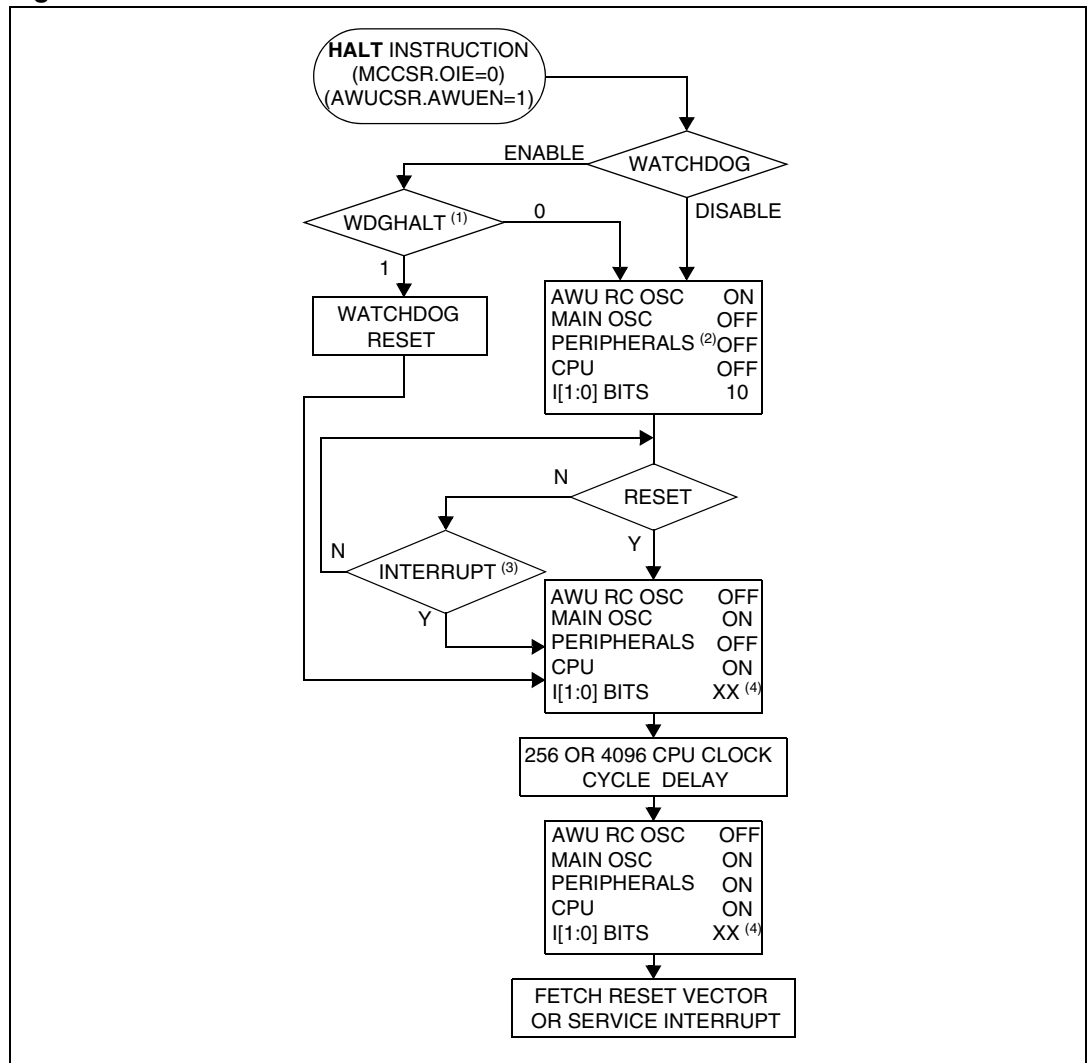 HALT INSTRUCTION
(MCCSR.OIE=0)
(AWUCSR.AWUEN=1)
ENABLE
WATCHDOG
WDGHALT (1)
0
DISABLE
1
WATCHDOG
RESET
AWU RC OSC ON
MAIN OSC OFF
PERIPHERALS (2) OFF
CPU OFF
I[1:0] BITS 10
N
RESET
N
INTERRUPT (3)
Y
Y
AWU RC OSC OFF
MAIN OSC ON
PERIPHERALS OFF
CPU ON
I[1:0] BITS XX (4)
256 OR 4096 CPU CLOCK
CYCLE DELAY
AWU RC OSC OFF
MAIN OSC ON
PERIPHERALS ON
CPU ON
I[1:0] BITS XX (4)
FETCH RESET VECTOR
OR SERVICE INTERRUPT